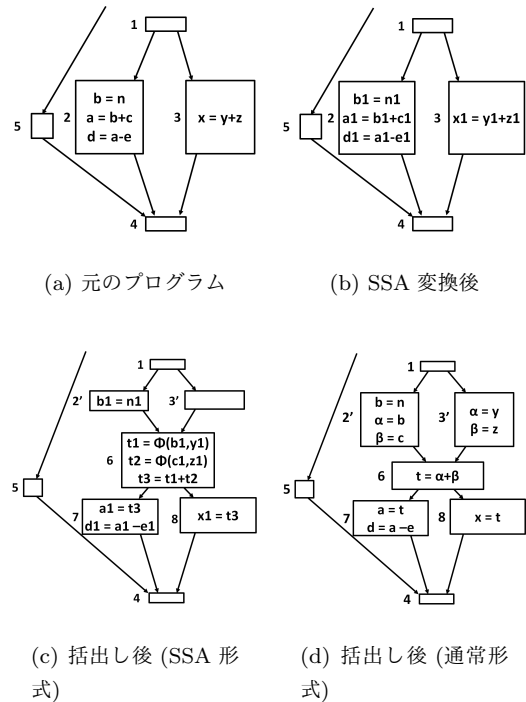 1
5
2
b = n
a = b+c
d = a-e
3
x = y+z
4
(a) 元のプログラム
1
5
2
b1 = n1
a1 = b1+c1
d1 = a1-e1
3
x1 = y1+z1
4
(b) SSA 変換後
1
2’
b1 = n1
3’
6
t1 = Φ(b1,y1)
t2 = Φ(c1,z1)
t3 = t1+t2
5
7
a1 = t3
d1 = a1 –e1
8
x1 = t3
4
(c) 括出し後 (SSA 形
式)
1
2’
b = n
α = b
β = c
3’
α = y
β = z
6
t = α+β
5
7
a = t
d = a –e
8
x = t
4
(d) 括出し後 (通常形
式)